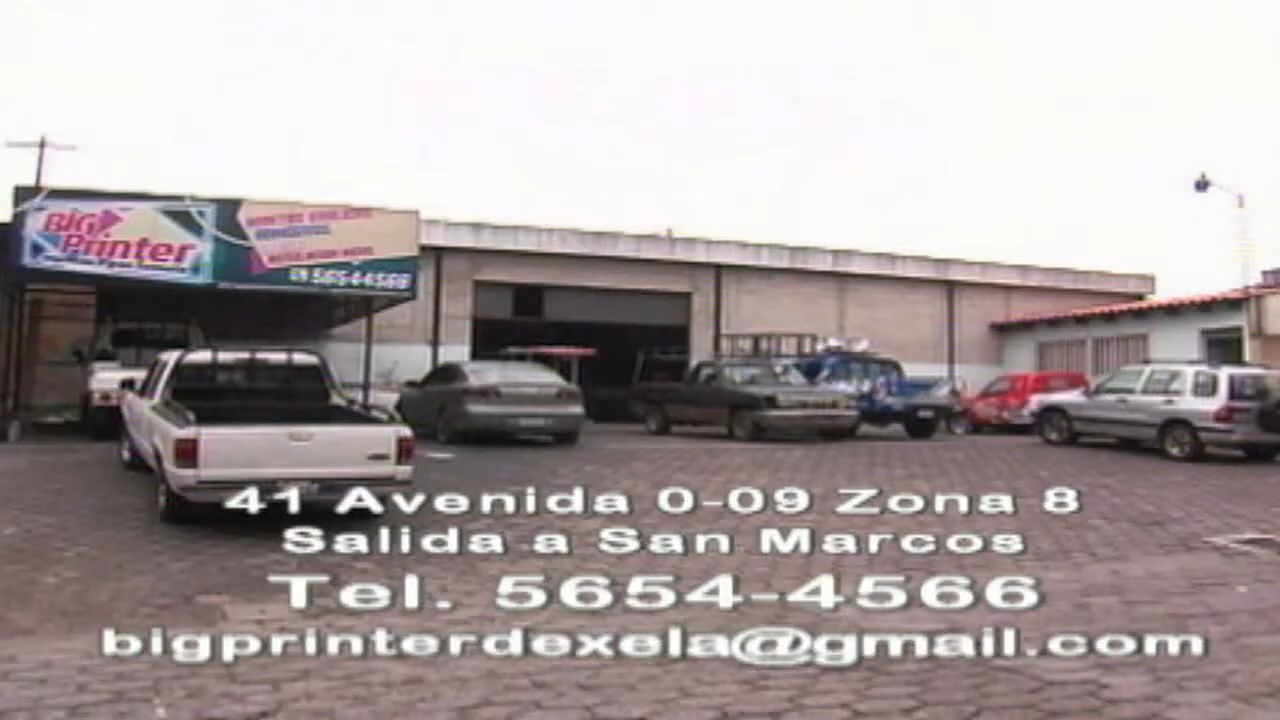 BIG
Printer
5654-4566
41 Avenida 0-09 Zona 8
Salida a San Marcos
Tel. 5654-4566
bigprinterdexela@gmail.com